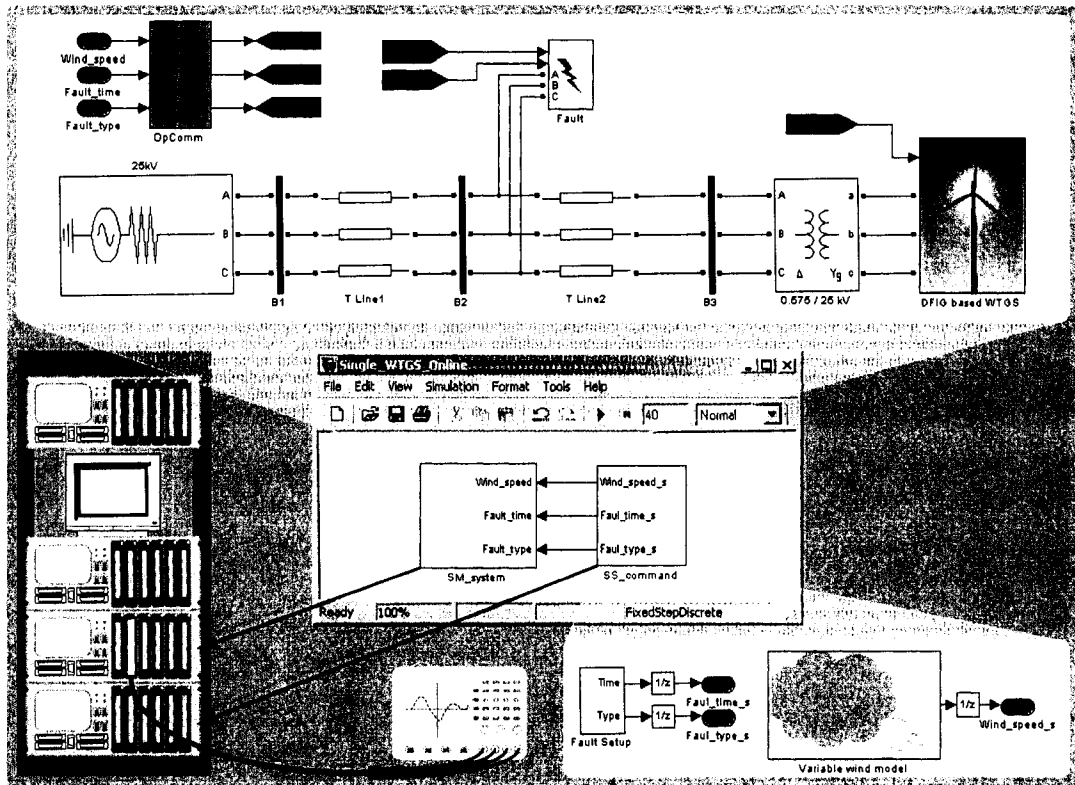 Wind_speed
Fault_time
Fault_type
OpComm
A
B
C
Fault
25kV
A
B
C
B1
T Line1
B2
T Line2
B3
A
B
C
Δ
Yg
a
b
c
0.575 / 25 kV
DFIG based WTGS
Single_WTGS_Online
File Edit View Simulation Format Tools Help
40
Normal
Wind_speed
Fault_time
Fault_type
SM_system
Wind_speed_s
Faul_time_s
Faul_type_s
SS_command
Ready
100%
FixedStepDiscrete
Time
Type
Fault Setup
1/z
1/z
Faul_time_s
Faul_type_s
Variable wind model
1/z
Wind_speed_s